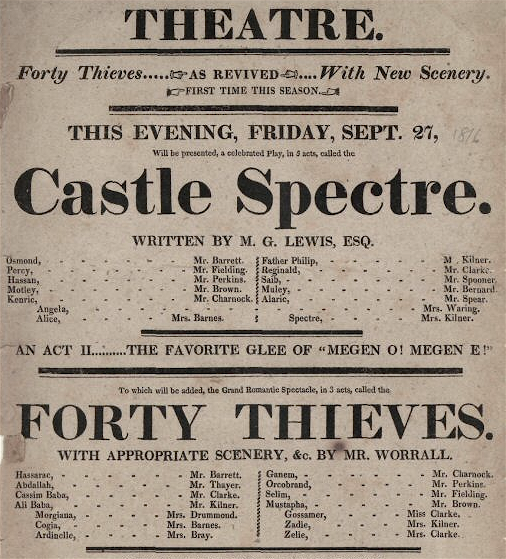 THEATRE.
Forty Thieves.....☞AS REVIVED☜....With New Scenery.
☞FIRST TIME THIS SEASON.☜
THIS EVENING, FRIDAY, SEPT. 27, 1816
Will be presented, a celebrated Play, in 5 acts, called the
Castle Spectre.
WRITTEN BY M. G. LEWIS, ESQ.
Osmond, - - - - - Mr. Barrett.
Percy, - - - - - Mr. Fielding.
Hassan, - - - - - Mr. Perkins.
Motley, - - - - - Mr. Brown.
Kenric, - - - - - Mr. Charnock.
Father Philip, - - - - - M . Kilner.
Reginald, - - - - - Mr. Clarke.
Saib, - - - - - Mr. Spooner
Muley, - - - - - Mr. Bernard
Alaric, - - - - - Mr. Spear.
Angela, - - - - - - - - - - Mrs. Waring.
Alice, - - - - Mrs. Barnes.
Spectre, - - - - Mrs. Kilner.
AN ACT II..........THE FAVORITE GLEE OF "MEGEN O! MEGEN E!"
To which will be added, the Grand Romantic Spectacle, in 3 acts, called the
FORTY THIEVES.
WITH APPROPRIATE SCENERY, &c. BY MR. WORRALL.
Hassarac, - - - - - Mr. Barrett.
Abdallah, - - - - - Mr. Thayer.
Cassim Baba, - - - - - Mr. Clarke.
Ali Baba, - - - - - Mr. Kilner.
Morgiana, - - - - Mrs. Drummond.
Cogia, - - - - Mrs. Barnes.
Ardinelle, - - - - Mrs. Bray.
Ganem, - - - - - Mr. Charnock.
Orcobrand, - - - - - Mr. Perkins.
Selim, - - - - - Mr. Fielding.
Mustapha, - - - - - Mr. Brown.
Gossamer, - - - - Miss Clarke.
Zadie, - - - - Mrs. Kilner.
Zelie, - - - - Mrs. Clarke.